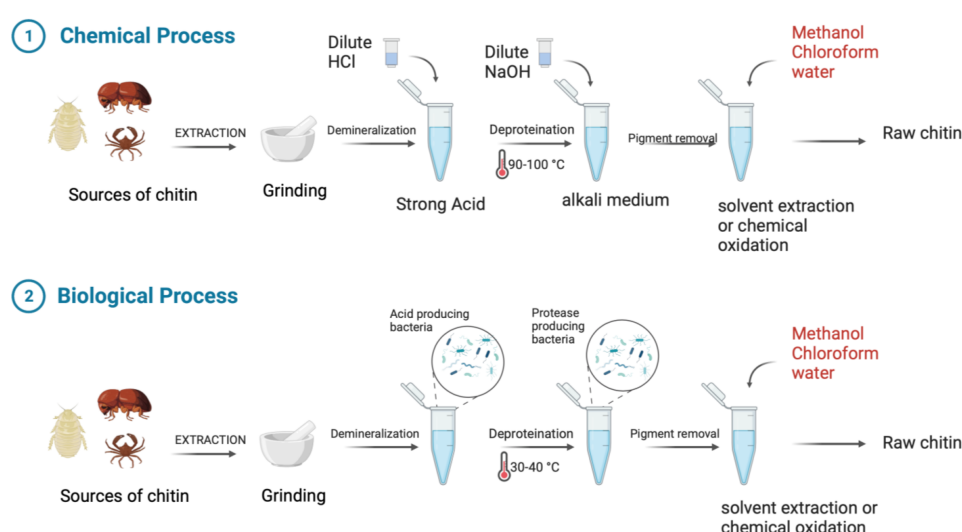 1 Chemical Process
Dilute
HCl
Dilute
NaOH
Methanol
Chloroform
water
EXTRACTION
Demineralization
Deproteination
90-100 °C
Pigment removal
Raw chitin
Sources of chitin
Grinding
Strong Acid
alkali medium
solvent extraction
or chemical
oxidation
2 Biological Process
Acid producing
bacteria
Protease
producing
bacteria
Methanol
Chloroform
water
EXTRACTION
Demineralization
Deproteination
30-40 °C
Pigment removal
Raw chitin
Sources of chitin
Grinding
solvent extraction or
chemical oxidation